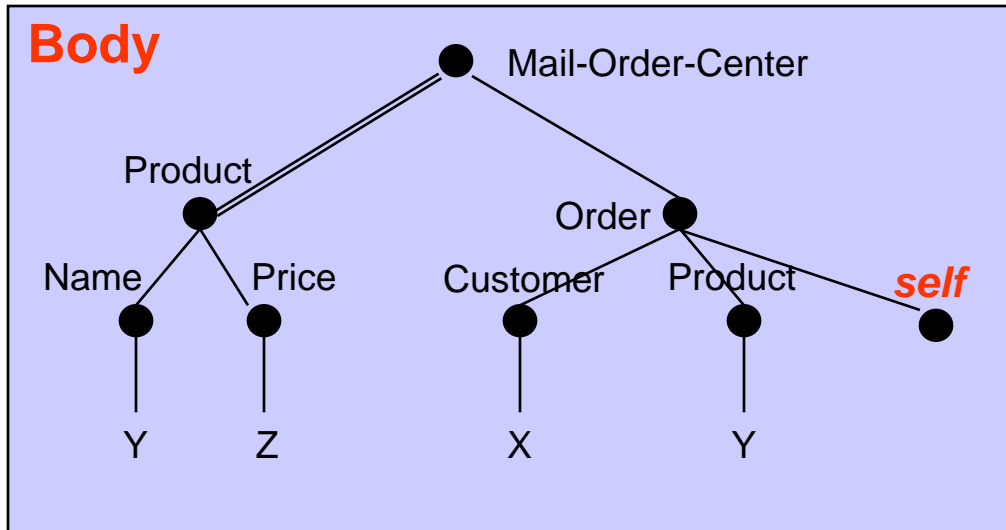 Body
Mail-Order-Center
Product
Order
Name Price Customer Product self
Y Z X Y